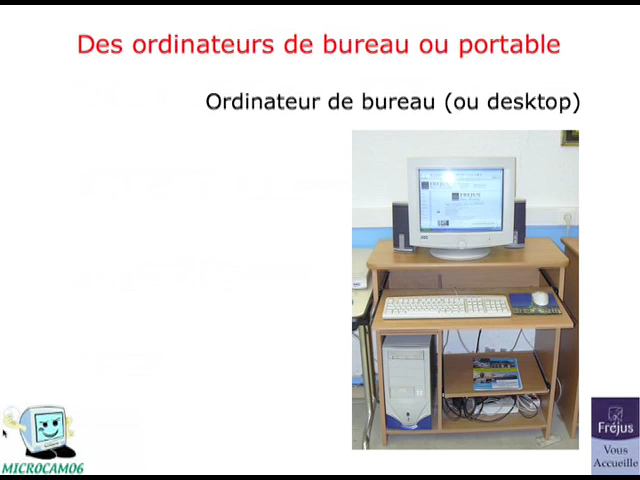 Des ordinateurs de bureau ou portable
Ordinateur de bureau (ou desktop)
MICROCAM06
Fréjus
Vous
Accueille